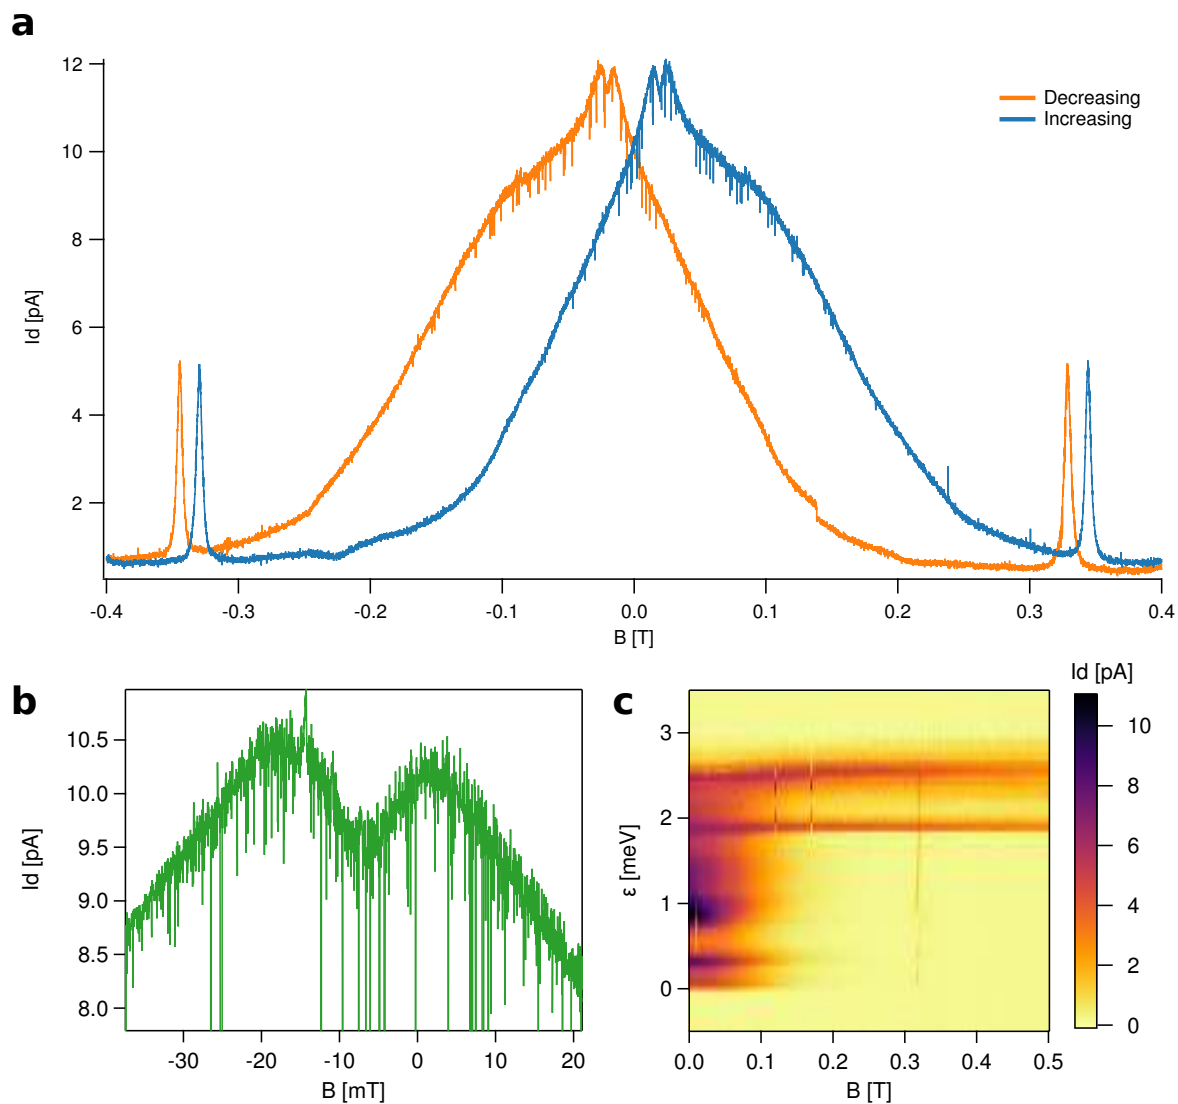 a
Id [pA]
12
10
8
6
4
2
Decreasing
Increasing
-0.4 -0.3 -0.2 -0.1 0.0 0.1 0.2 0.3 0.4
B [T]
b
Id [pA]
10.5
10.0
9.5
9.0
8.5
8.0
-30 -20 -10 0 10 20
B [mT]
c
ε [meV]
3
2
1
0
0.0 0.1 0.2 0.3 0.4 0.5
B [T]
Id [pA]
10
8
6
4
2
0